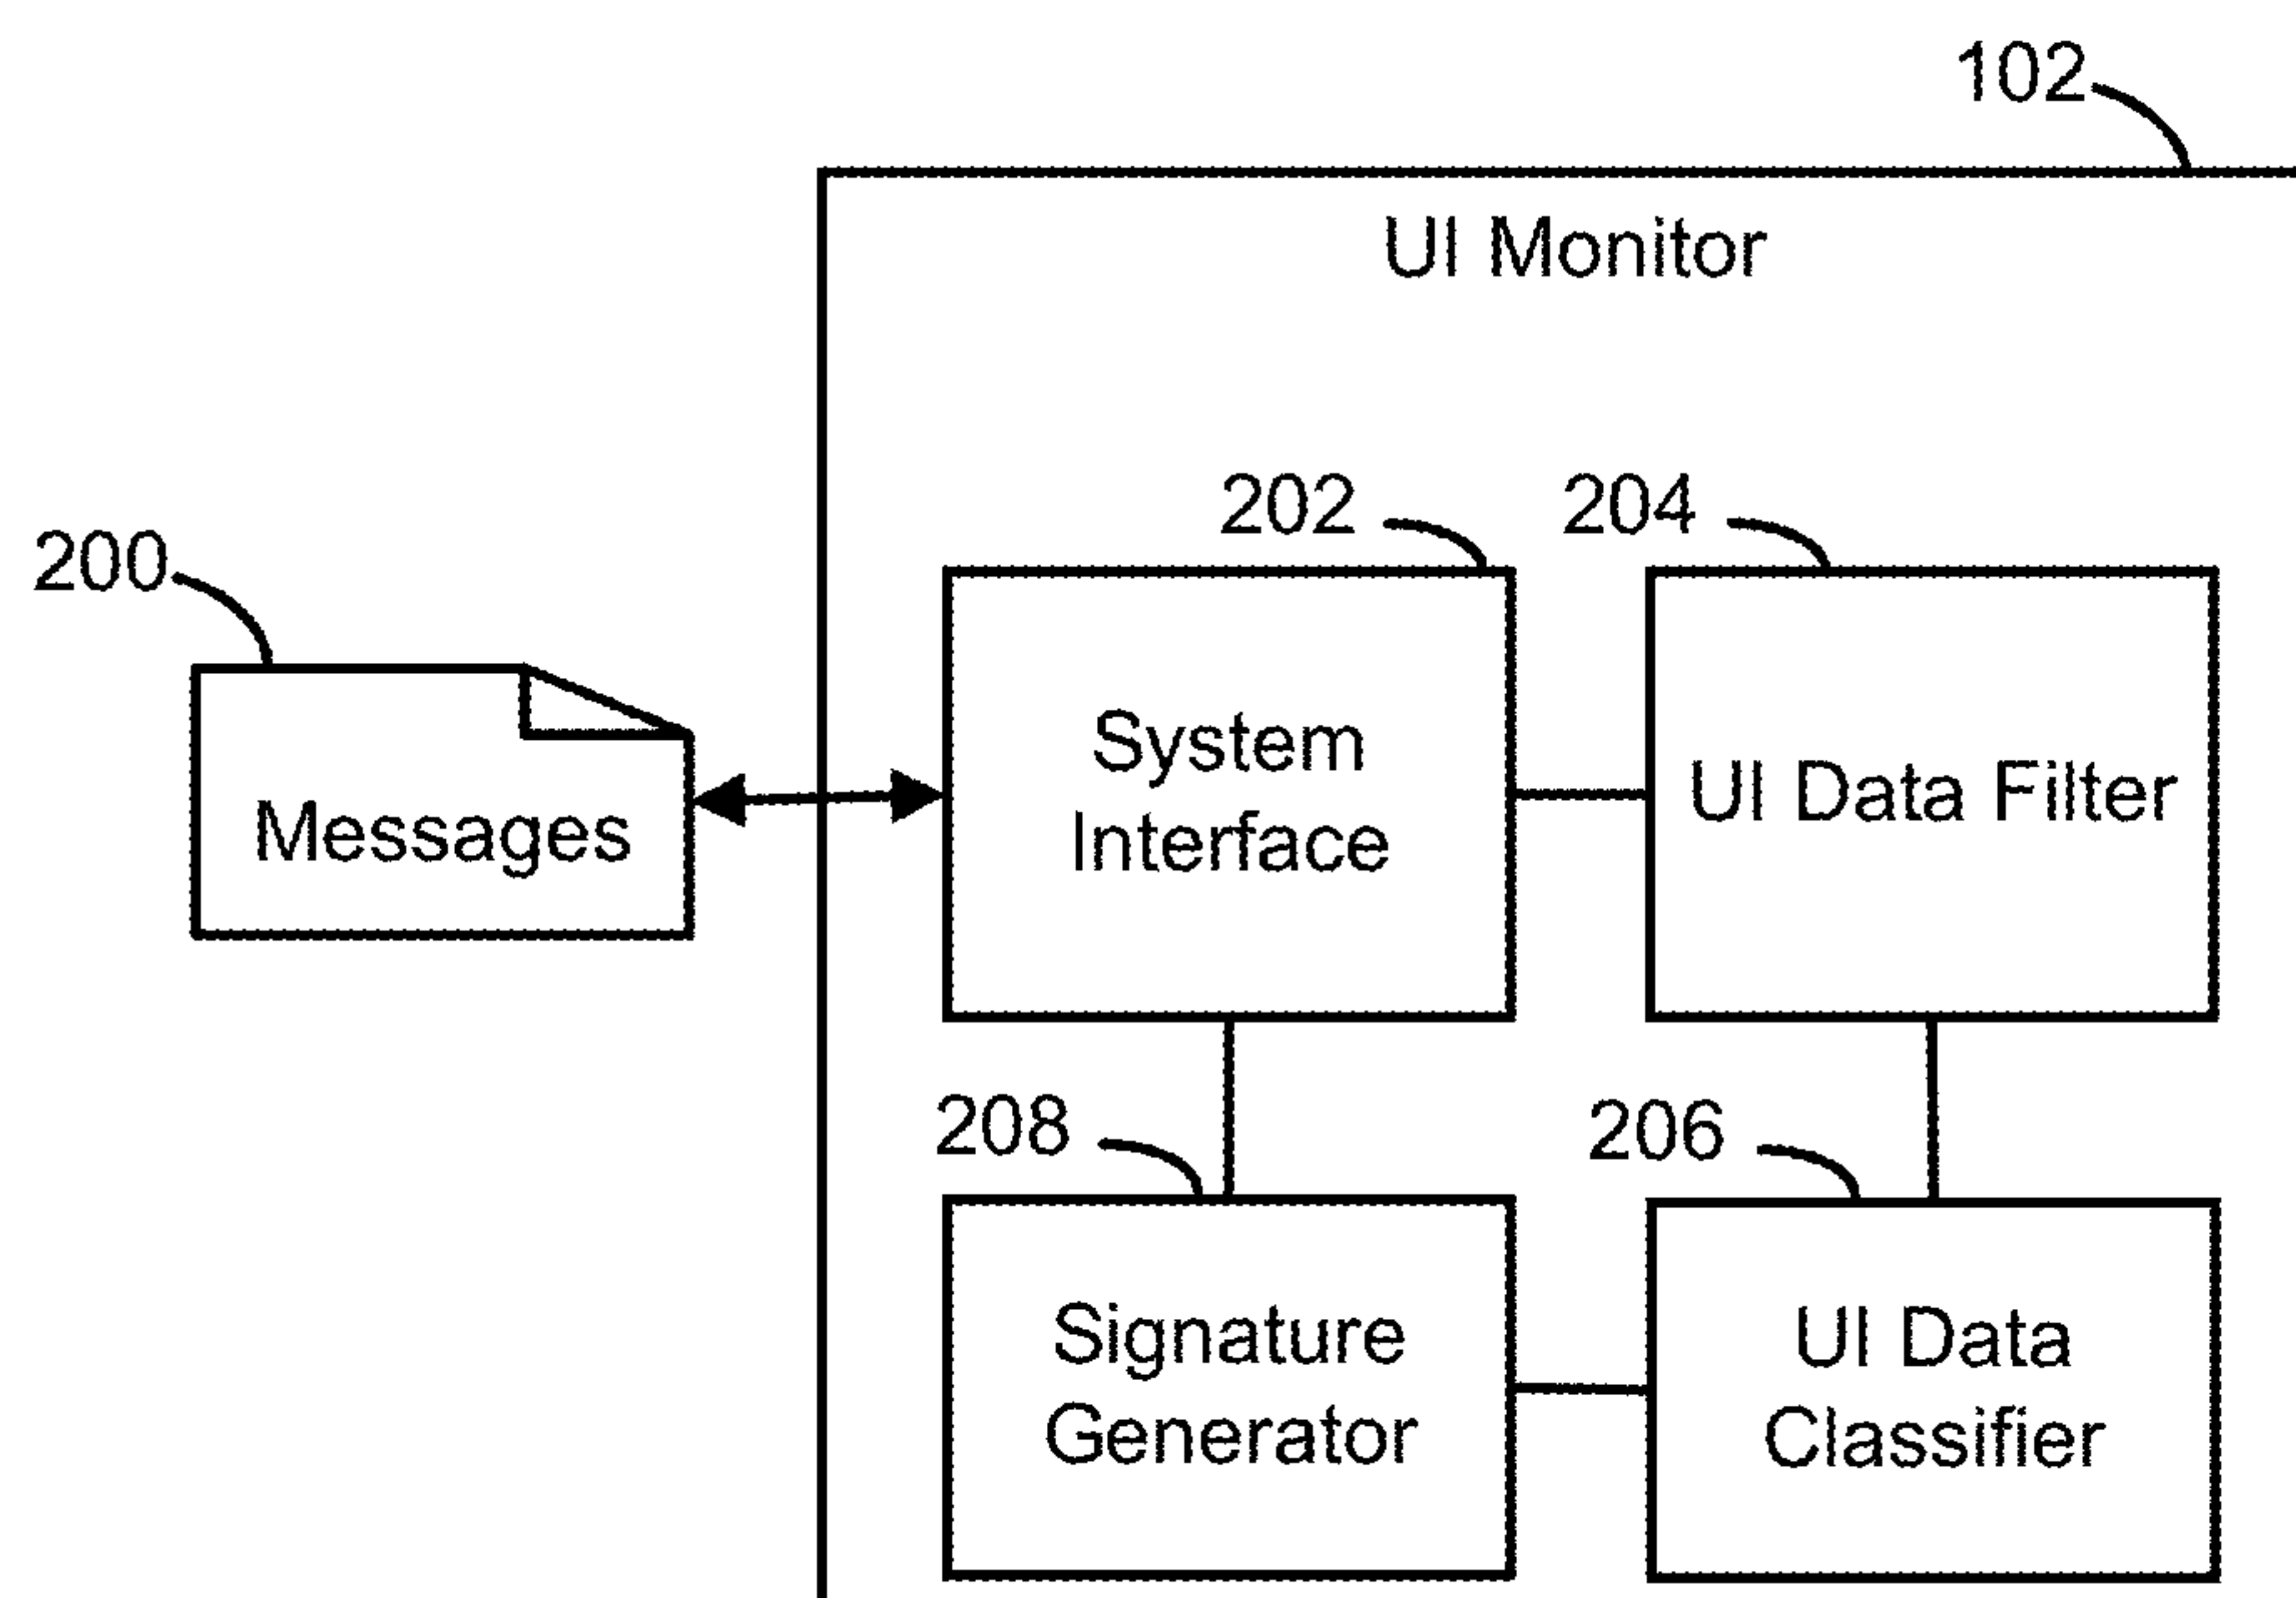 102
UI Monitor
202
204
200
System
Interface
UI Data Filter
Messages
208
206
Signature
Generator
UI Data
Classifier